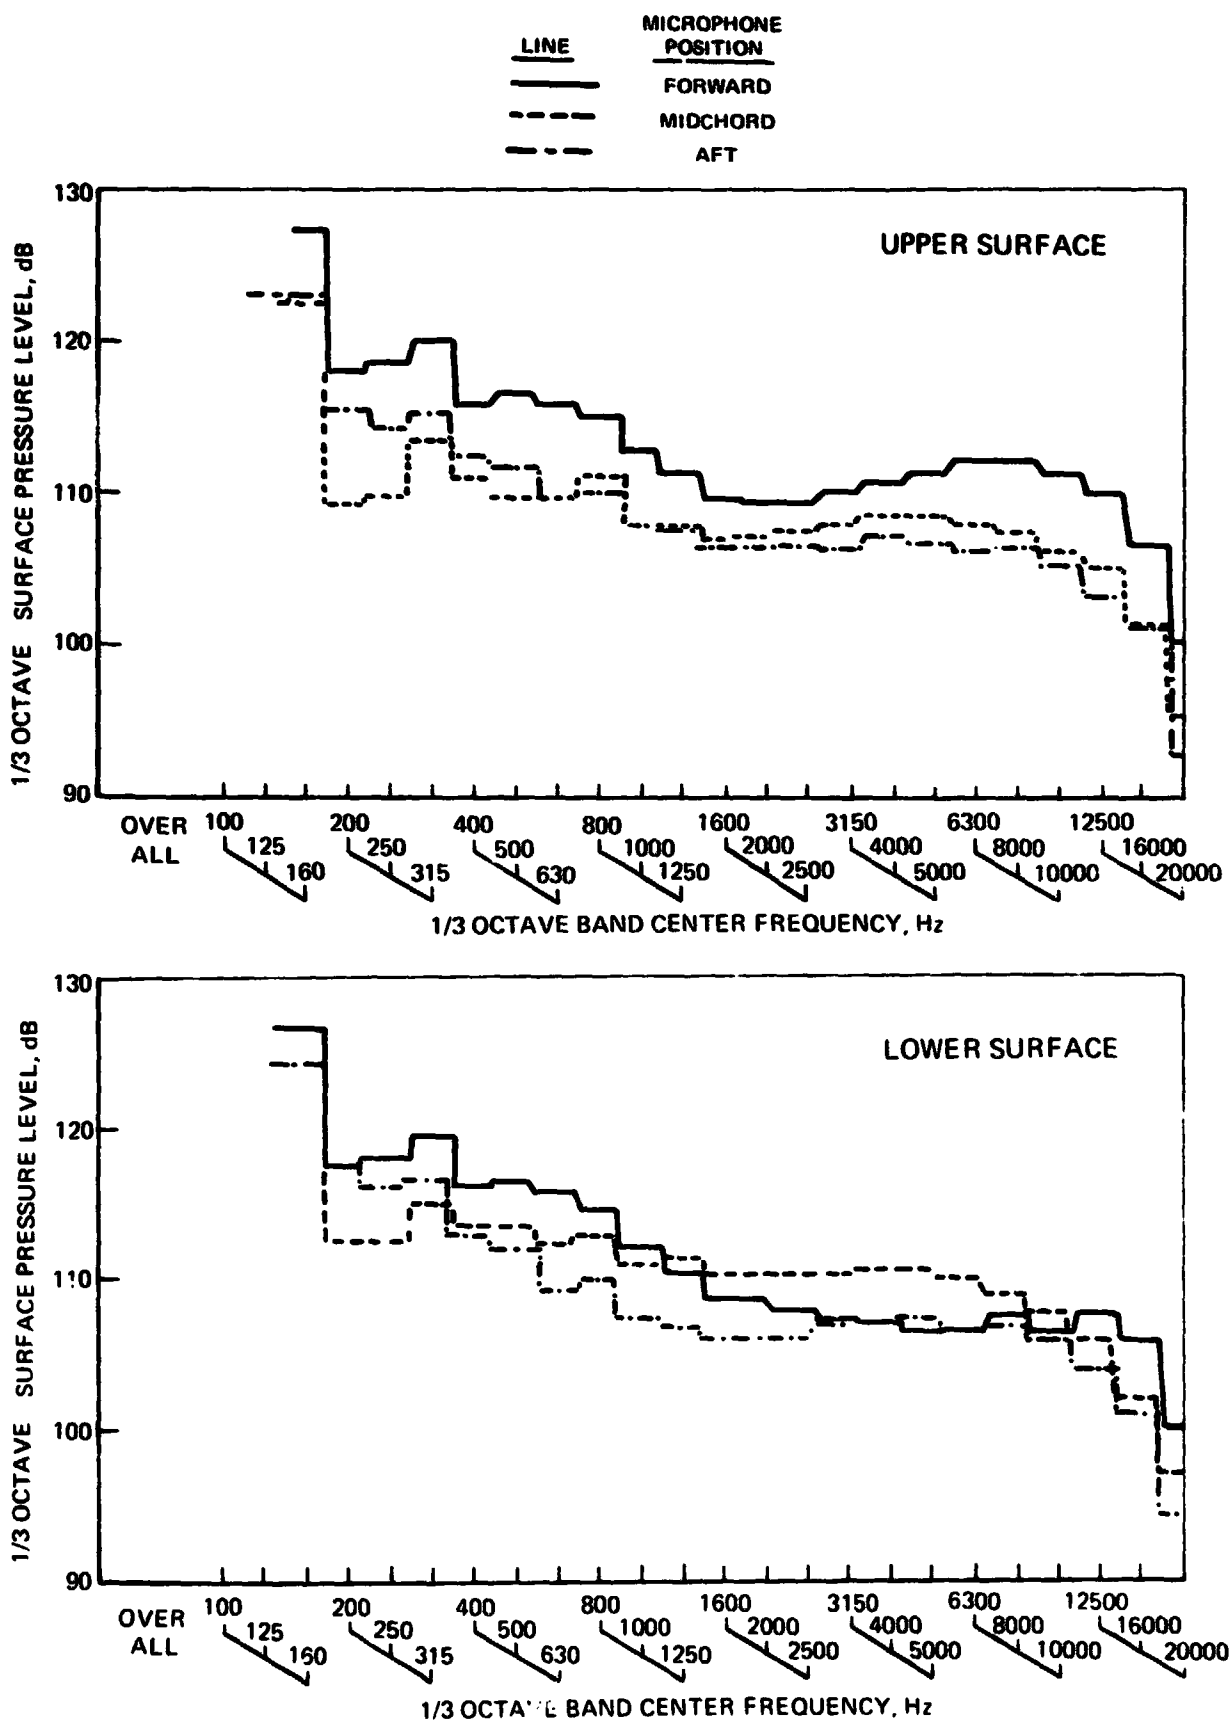 LINE
MICROPHONE
POSITION
FORWARD
MIDCHORD
AFT
1/3 OCTAVE SURFACE PRESSURE LEVEL, dB
130
120
110
100
90
UPPER SURFACE
OVER ALL
100 125 160 200 250 315 400 500 630 800 1000 1250 1600 2000 2500 3150 4000 5000 6300 8000 10000 12500 16000 20000
1/3 OCTAVE BAND CENTER FREQUENCY, Hz
1/3 OCTAVE SURFACE PRESSURE LEVEL, dB
130
120
110
100
90
LOWER SURFACE
OVER ALL
100 125 160 200 250 315 400 500 630 800 1000 1250 1600 2000 2500 3150 4000 5000 6300 8000 10000 12500 16000 20000
1/3 OCTAVE BAND CENTER FREQUENCY, Hz